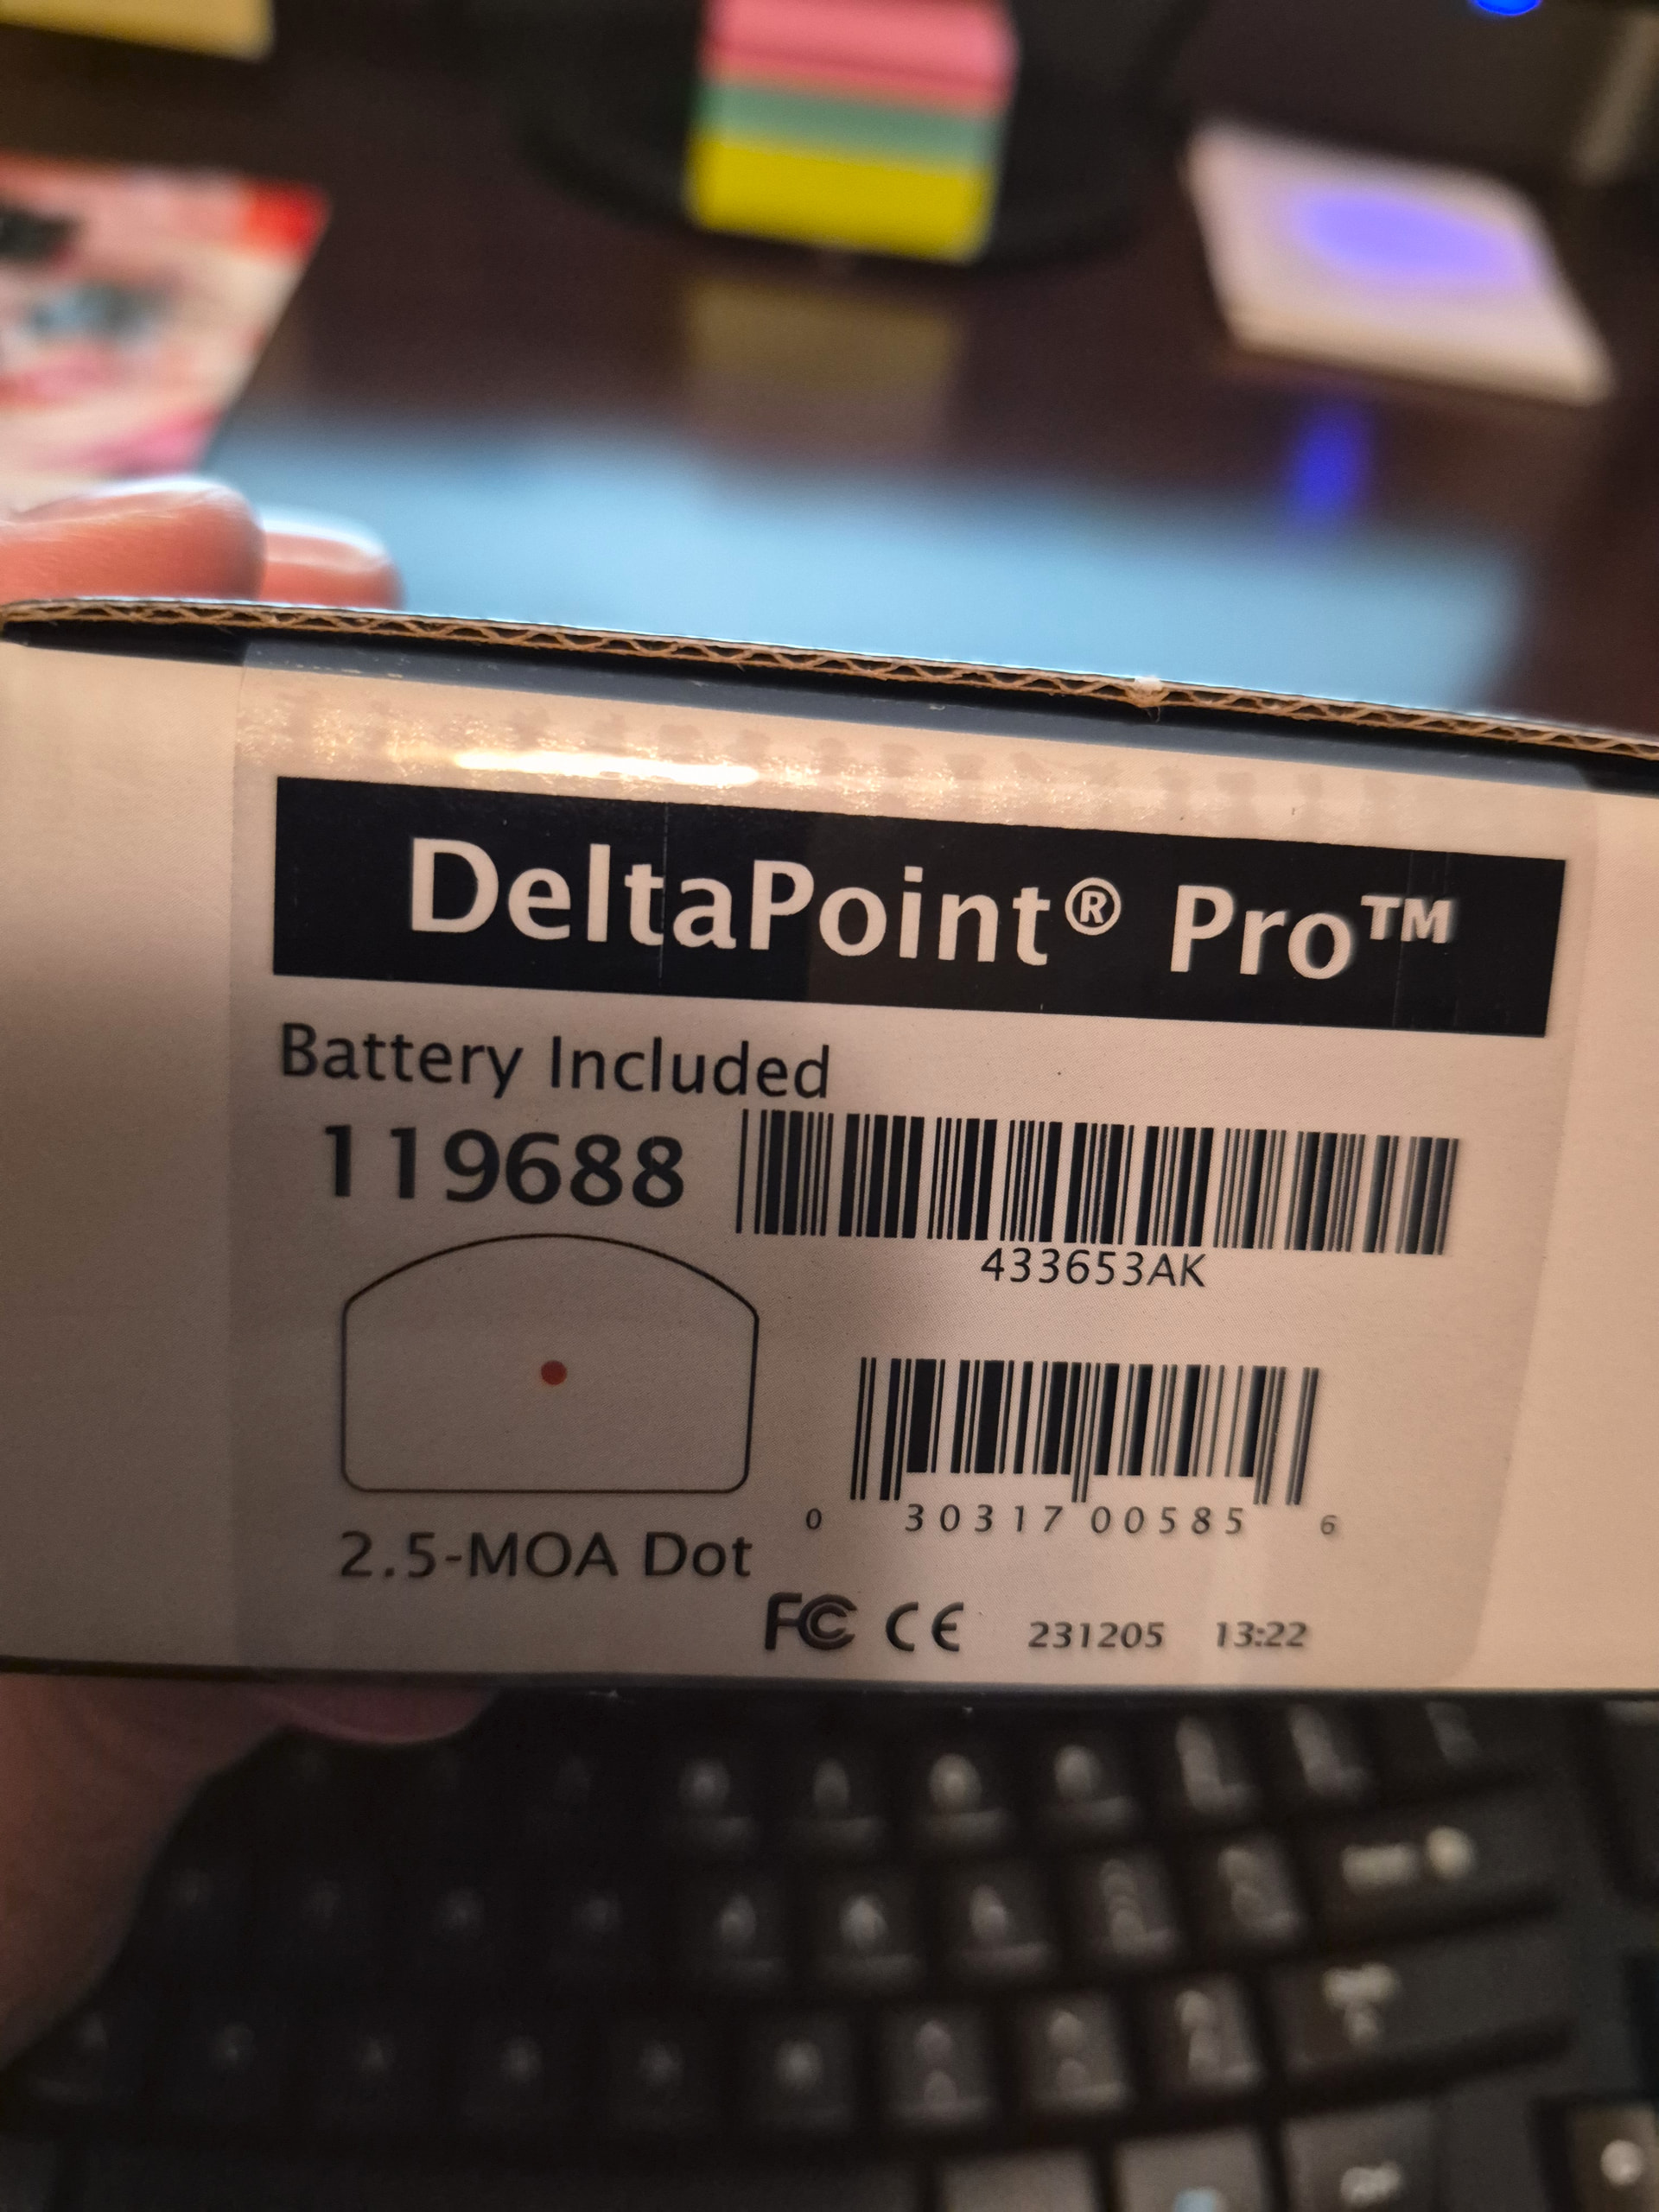 DeltaPoint® Pro™
Battery Included
119688
433653AK
0 30317 00585 6
2.5-MOA Dot
FC CE 231205 13:22